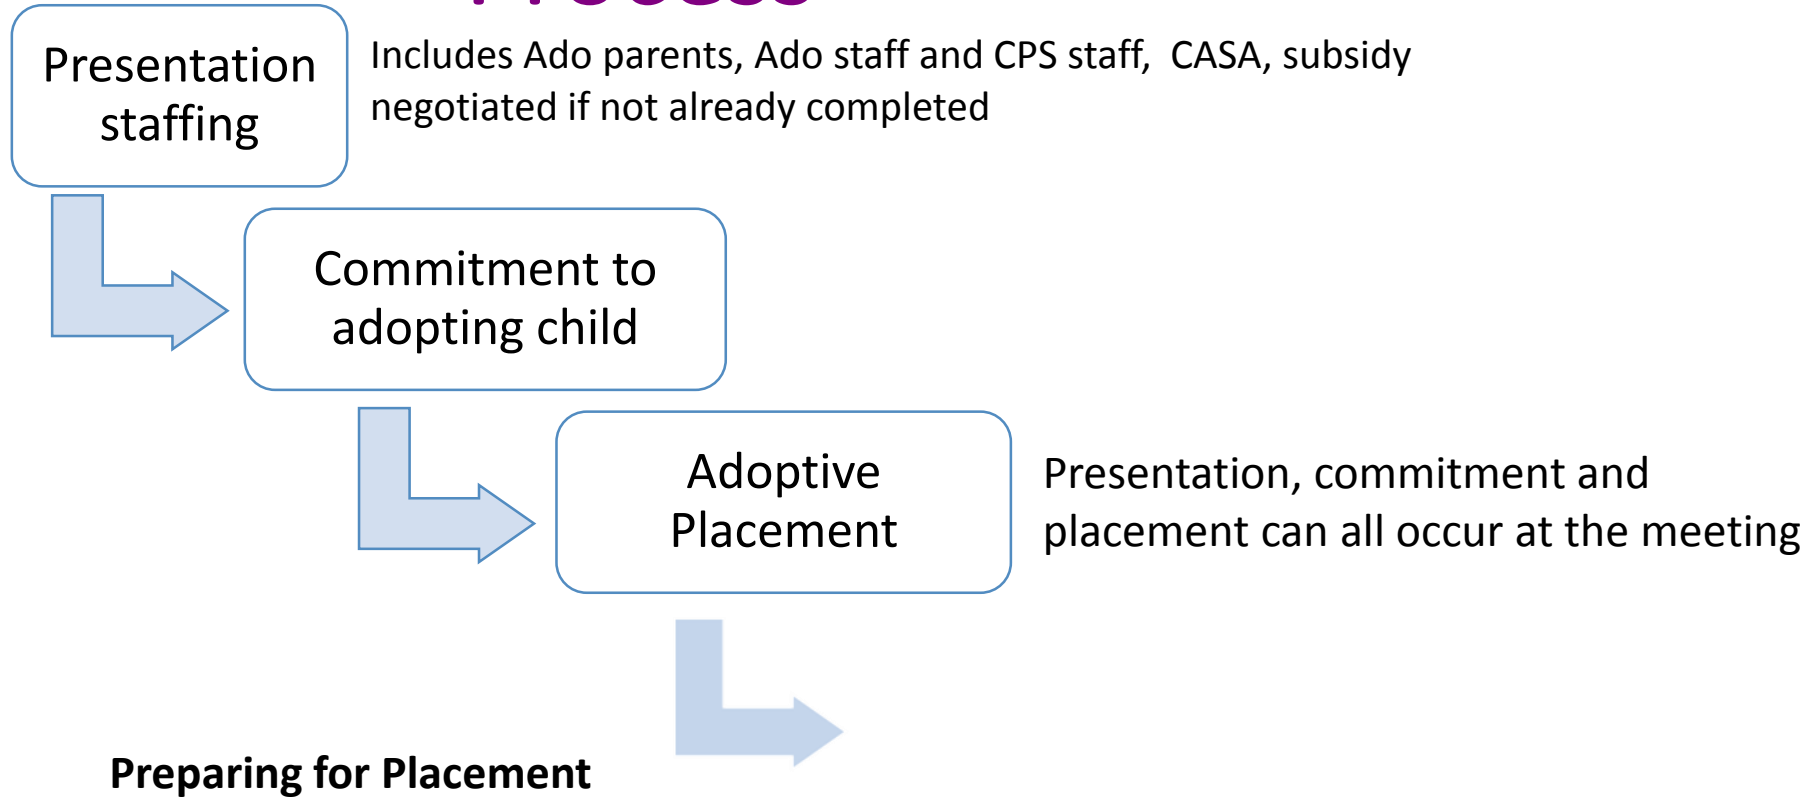 Process
Presentation
staffing
Includes Ado parents, Ado staff and CPS staff,  CASA, subsidy
negotiated if not already completed
Commitment to
adopting child
Adoptive
Placement
Presentation, commitment and
placement can all occur at the meeting
Preparing for Placement